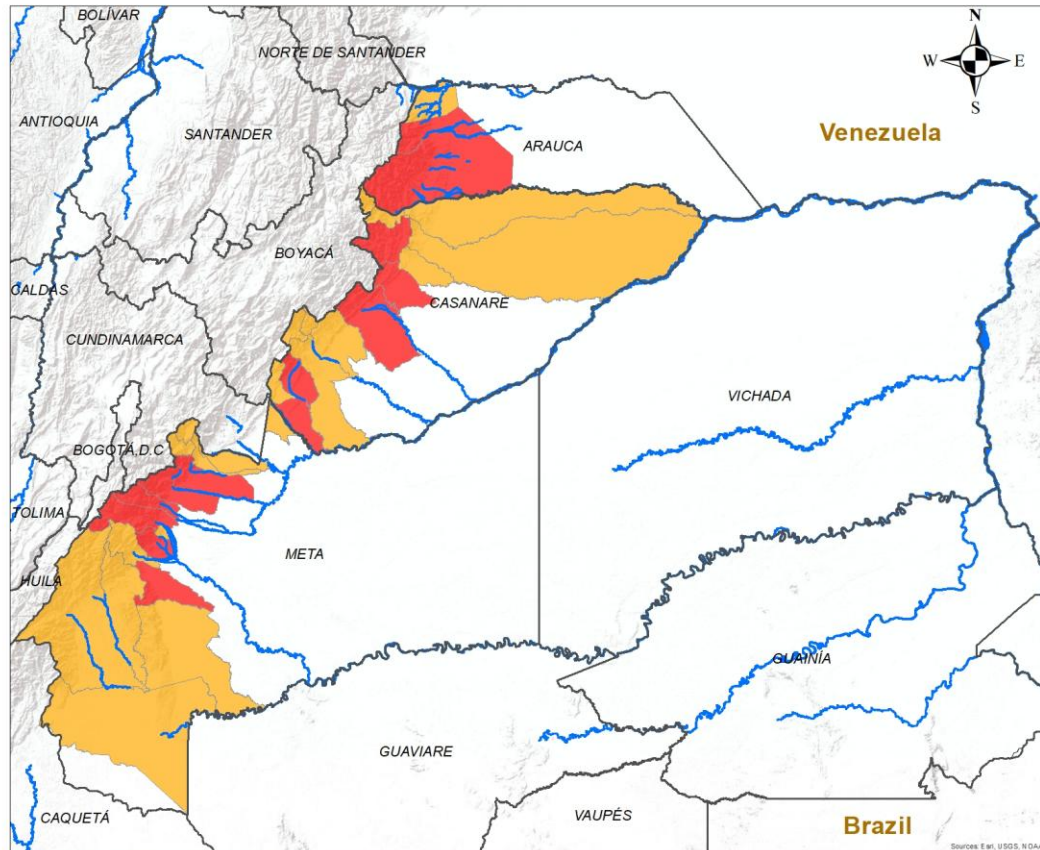 BOLÍVAR
N
NORTE DE SANTANDER
W E
S
ANTIOQUIA
SANTANDER
ARAUCA
Venezuela
BOYACÁ
CALDAS
CASANARE
CUNDINAMARCA
VICHADA
BOGOTÁ,D.C
TOLIMA
META
HUILA
GUAINÍA
GUAVIARE
CAQUETÁ
VAUPÉS
Brazil
Sources: Esri, USGS, NOAA